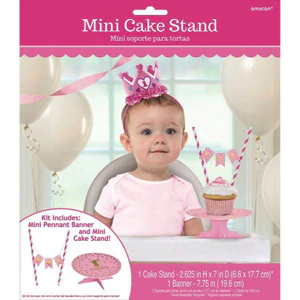 amscan
Mini Cake Stand
Mini soporte para tortas
Kit Includes:
Mini Pennant Banner
and Mini
Cake Stand!
1 Cake Stand - 2.625 in H x 7 in D (6.6 x 17.7 cm)
1 Banner - 7.75 in (19.6 cm)